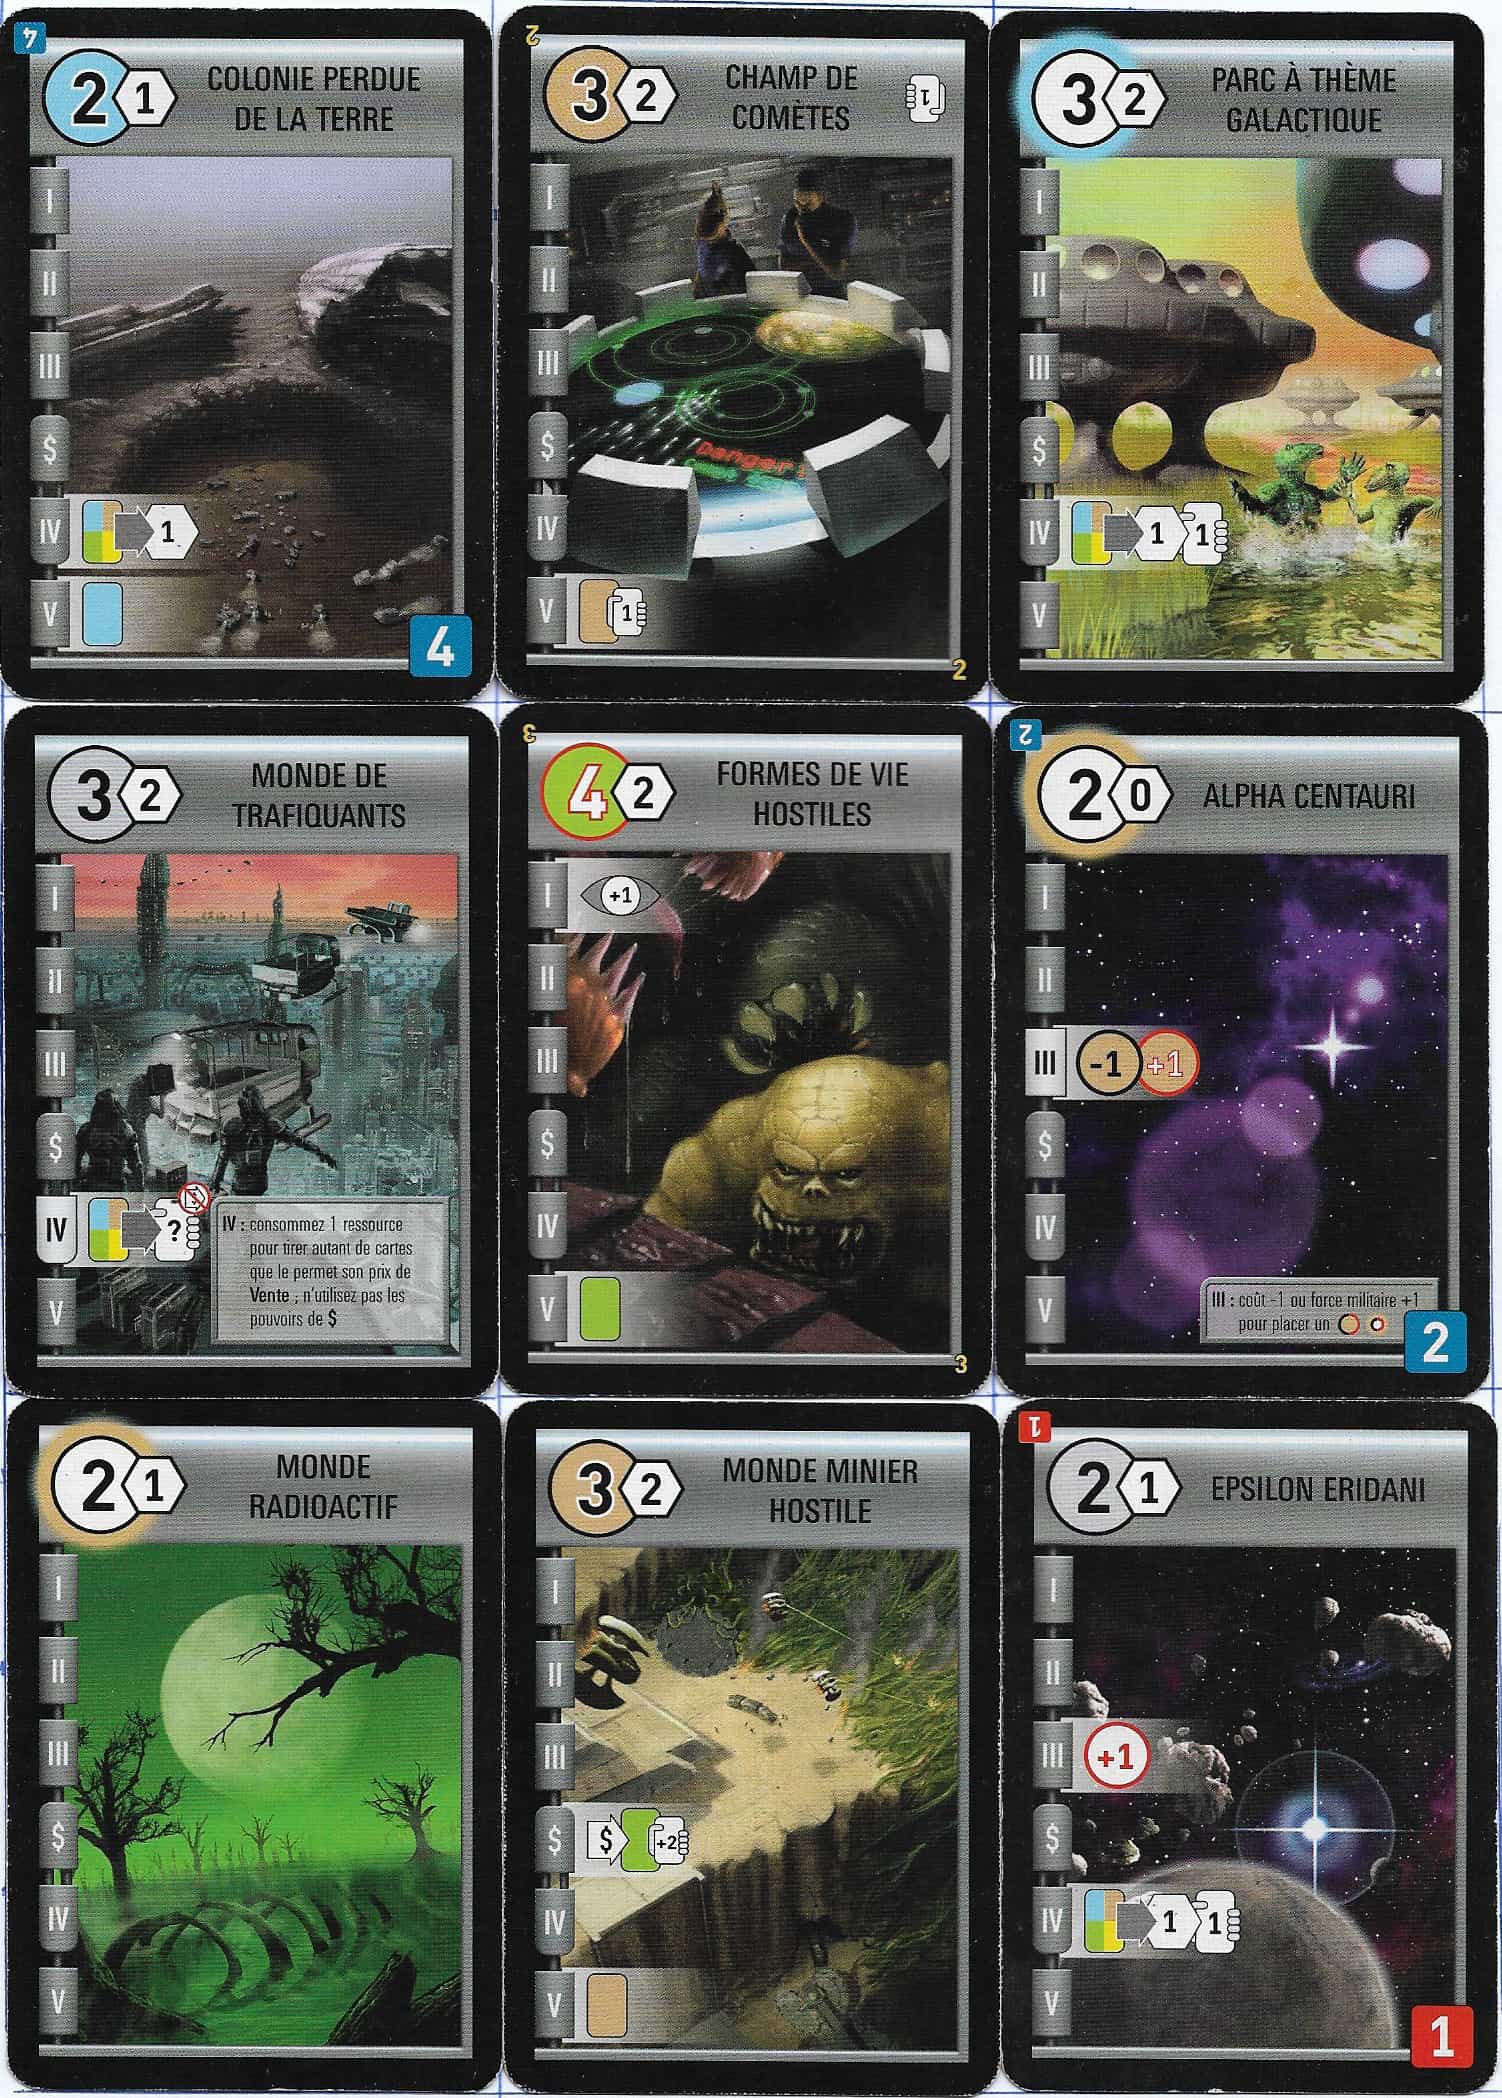 4
2 1 COLONIE PERDUE
DE LA TERRE
I
II
III
$
IV 1
V
4
2
3 2 CHAMP DE
COMÈTES
1
I
II
III
Danger
$
IV
V 1
2
3 2 PARC À THÈME
GALACTIQUE
I
II
III
$
IV 1 1
V
3 2 MONDE DE
TRAFIQUANTS
I
II
III
$
IV ?
IV : consommez 1 ressource
pour tirer autant de cartes
que le permet son prix de
Vente ; n'utilisez pas les
pouvoirs de $
V
3
4 2 FORMES DE VIE
HOSTILES
I +1
II
III
$
IV
V
3
2
2 0 ALPHA CENTAURI
I
II
III -1 +1
$
IV
V
III : coût -1 ou force militaire +1
pour placer un
2
2 1 MONDE
RADIOACTIF
I
II
III
$
IV
V
3 2 MONDE MINIER
HOSTILE
I
II
III
$ $ +2
IV
V
1
2 1 EPSILON ERIDANI
I
II
III +1
$
IV 1 1
V
1